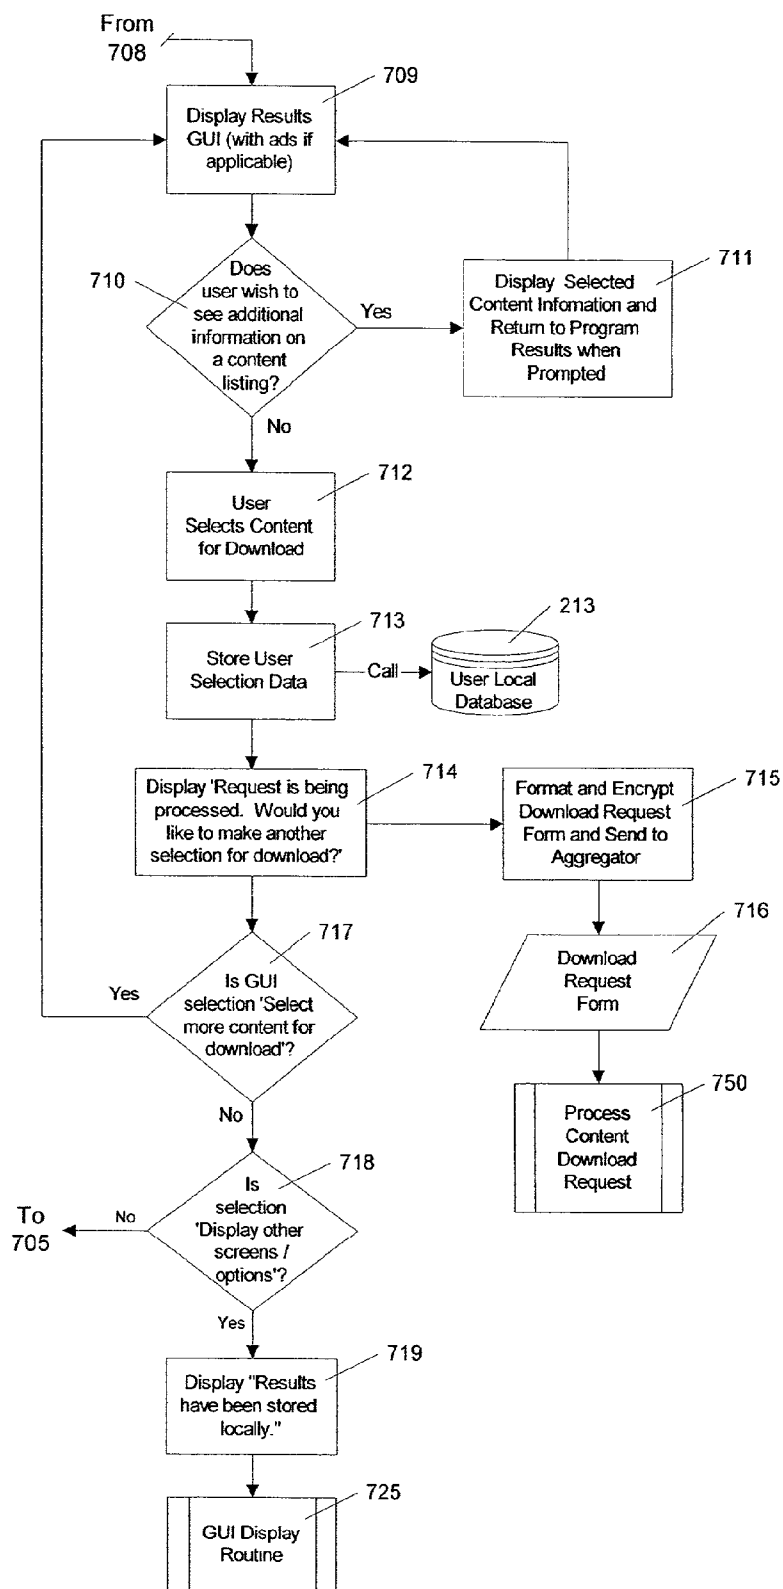 From
708
709
Display Results
GUI (with ads if
applicable)
710
Does
user wish to
see additional
information on
a content
listing?
Yes
711
Display Selected
Content Infomation and
Return to Program
Results when
Prompted
No
712
User
Selects Content
for Download
713
Store User
Selection Data
Call
213
User Local
Database
714
Display 'Request is being
processed. Would you
like to make another
selection for download?'
715
Format and Encrypt
Download Request
Form and Send to
Aggregator
716
Download
Request
Form
717
Is GUI
selection 'Select
more content for
download'?
Yes
750
Process
Content
Download
Request
No
718
Is
selection
'Display other
screens /
options'?
No
To
705
Yes
719
Display "Results
have been stored
locally."
725
GUI Display
Routine